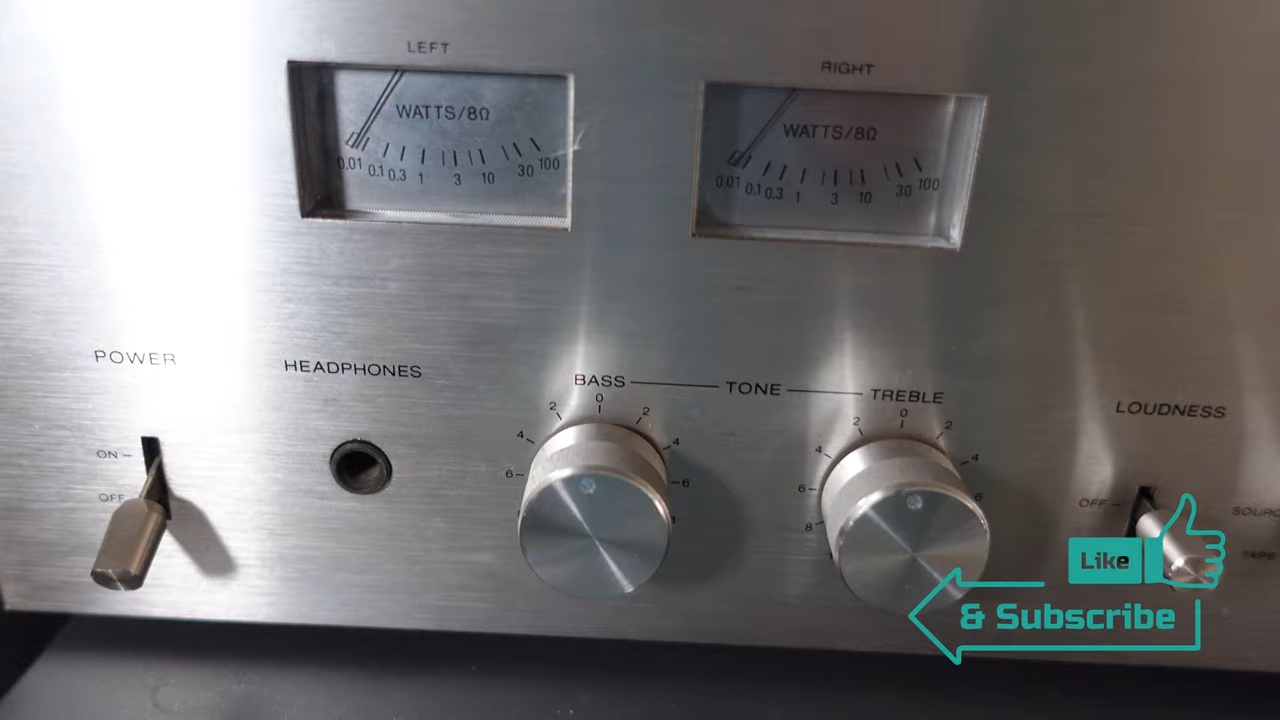 LEFT
RIGHT
WATTS/8Ω
0.01 0.1 0.3 1 3 10 30 100
WATTS/8Ω
0.01 0.1 0.3 1 3 10 30 100
POWER
ON
OFF
HEADPHONES
BASS TONE TREBLE
6 4 2 0 2 4 6
8 6 4 2 0 2 4 6
LOUDNESS
OFF
TAPE
Like
& Subscribe